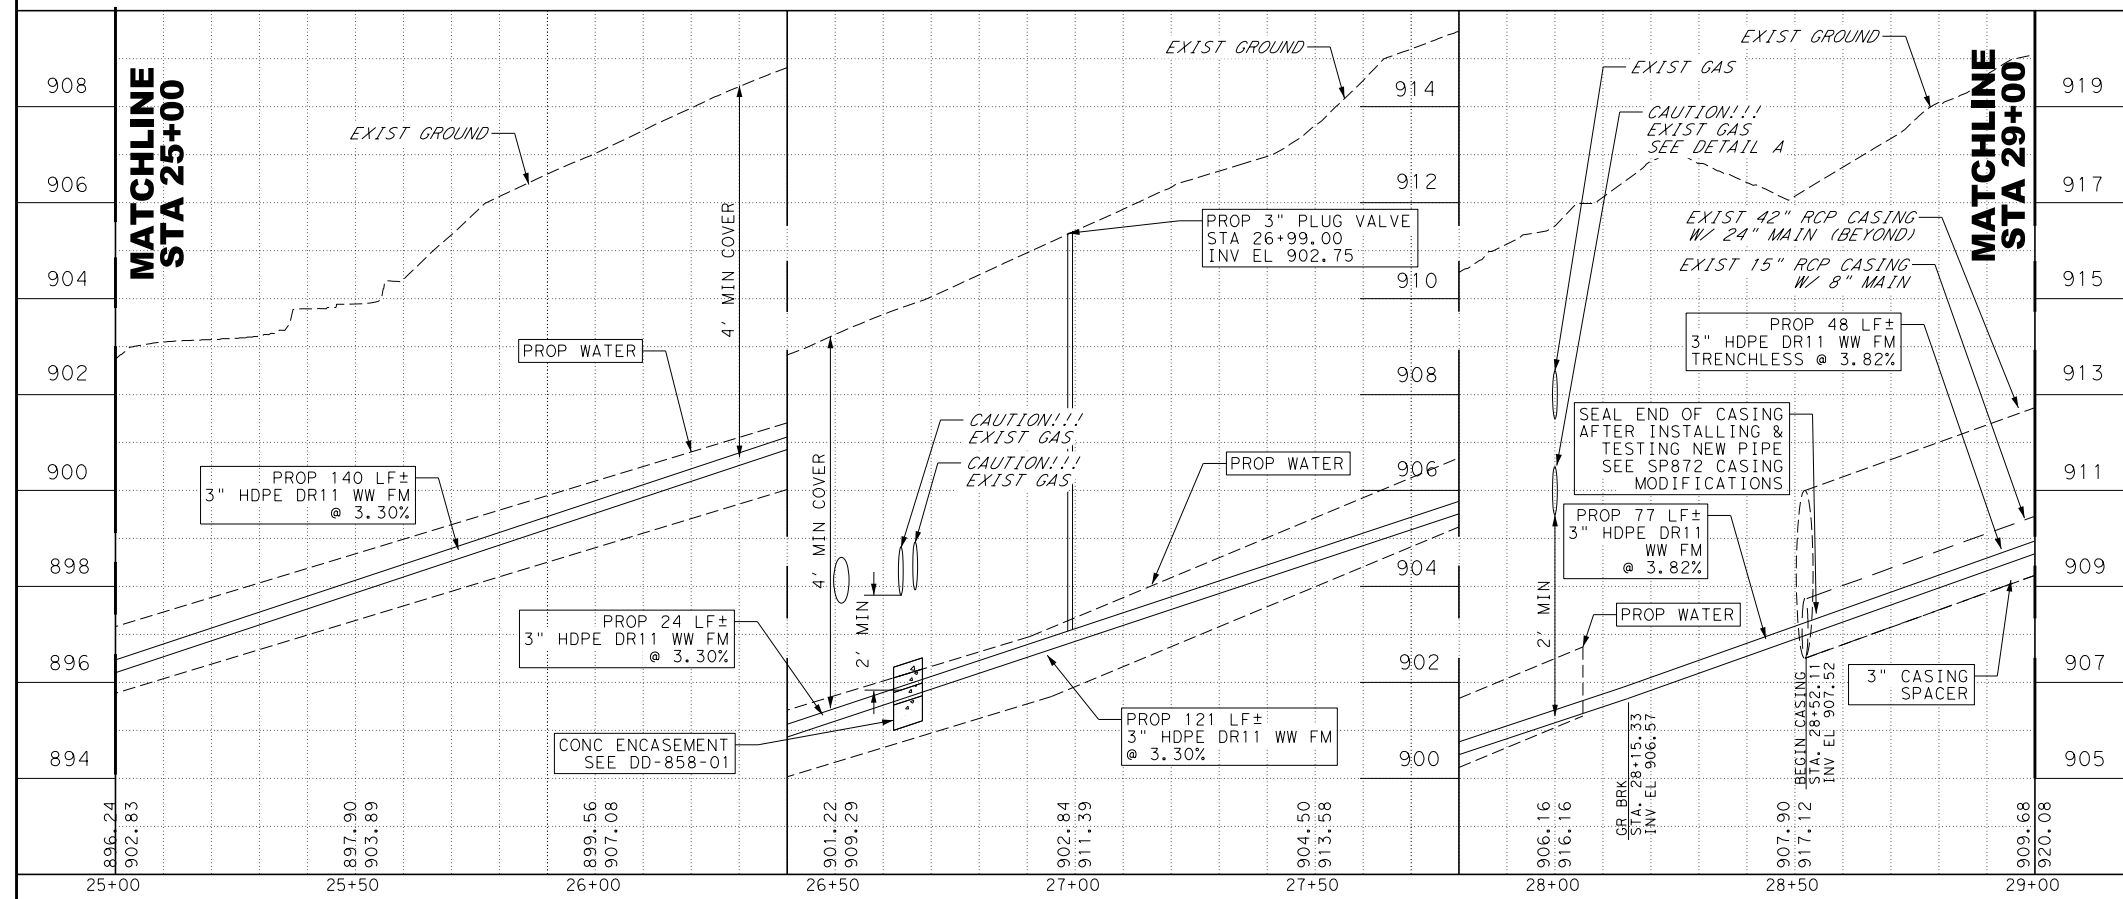 908
906
904
902
900
898
896
894
MATCHLINE
STA 25+00
EXIST GROUND
4' MIN COVER
PROP WATER
PROP 140 LF±
3" HDPE DR11 WW FM
@ 3.30%
PROP 24 LF±
3" HDPE DR11 WW FM
@ 3.30%
CONC ENCASEMENT
SEE DD-858-01
4' MIN COVER
2' MIN
CAUTION!!!
EXIST GAS
CAUTION!!!
EXIST GAS
EXIST GROUND
PROP 3" PLUG VALVE
STA 26+99.00
INV EL 902.75
PROP WATER
PROP 121 LF±
3" HDPE DR11 WW FM
@ 3.30%
914
912
910
908
906
904
902
900
EXIST GROUND
EXIST GAS
CAUTION!!!
EXIST GAS
SEE DETAIL A
EXIST 42" RCP CASING
W/ 24" MAIN (BEYOND)
EXIST 15" RCP CASING
W/ 8" MAIN
PROP 48 LF±
3" HDPE DR11 WW FM
TRENCHLESS @ 3.82%
SEAL END OF CASING
AFTER INSTALLING &
TESTING NEW PIPE
SEE SP872 CASING
MODIFICATIONS
PROP 77 LF±
3" HDPE DR11
WW FM
@ 3.82%
2' MIN
PROP WATER
3" CASING
SPACER
GR BRK
STA. 28+15.33
INV EL 906.57
BEGIN CASING
STA. 28+52.11
INV EL 907.52
MATCHLINE
STA 29+00
919
917
915
913
911
909
907
905
896.24
902.83
897.90
903.89
899.56
907.08
901.22
909.29
902.84
911.39
904.50
913.58
906.16
916.16
907.90
917.12
909.68
920.08
25+00
25+50
26+00
26+50
27+00
27+50
28+00
28+50
29+00